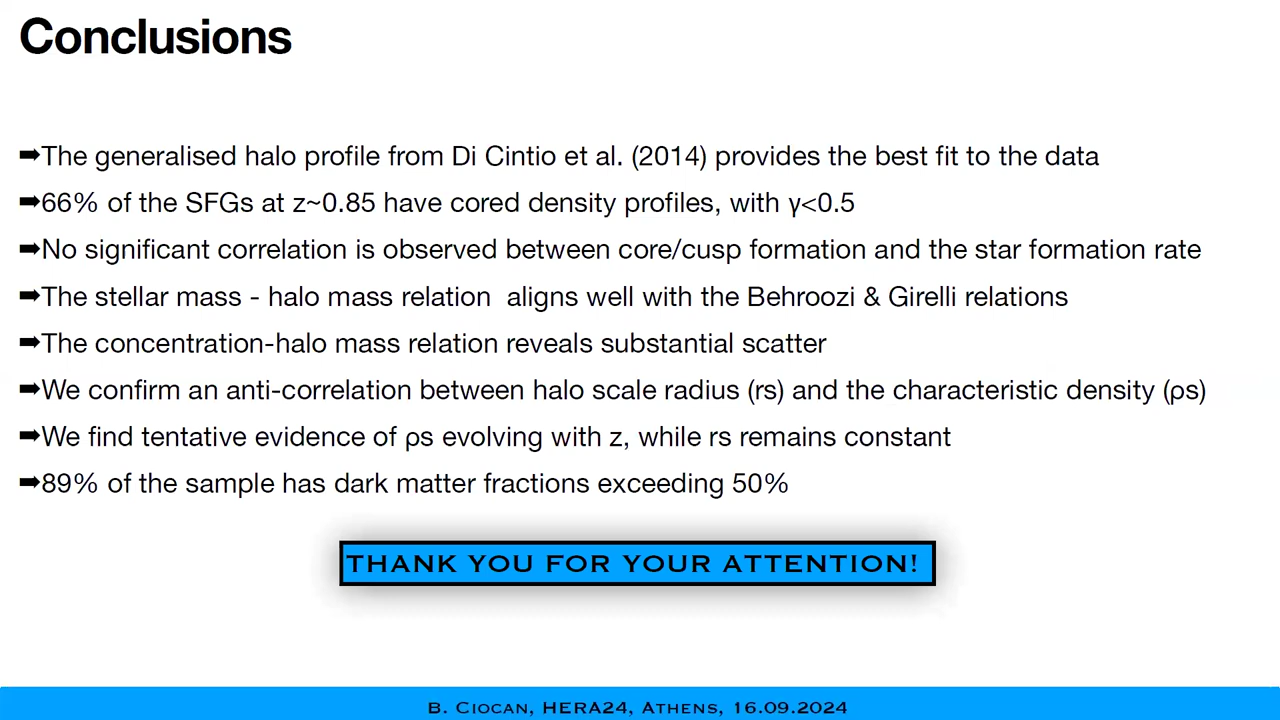 Conclusions
➡The generalised halo profile from Di Cintio et al. (2014) provides the best fit to the data
➡66% of the SFGs at z~0.85 have cored density profiles, with γ<0.5
➡No significant correlation is observed between core/cusp formation and the star formation rate
➡The stellar mass - halo mass relation  aligns well with the Behroozi & Girelli relations
➡The concentration-halo mass relation reveals substantial scatter
➡We confirm an anti-correlation between halo scale radius (rs) and the characteristic density (ρs)
➡We find tentative evidence of ρs evolving with z, while rs remains constant
➡89% of the sample has dark matter fractions exceeding 50%
THANK YOU FOR YOUR ATTENTION!
B. Ciocan, HERA24, Athens, 16.09.2024